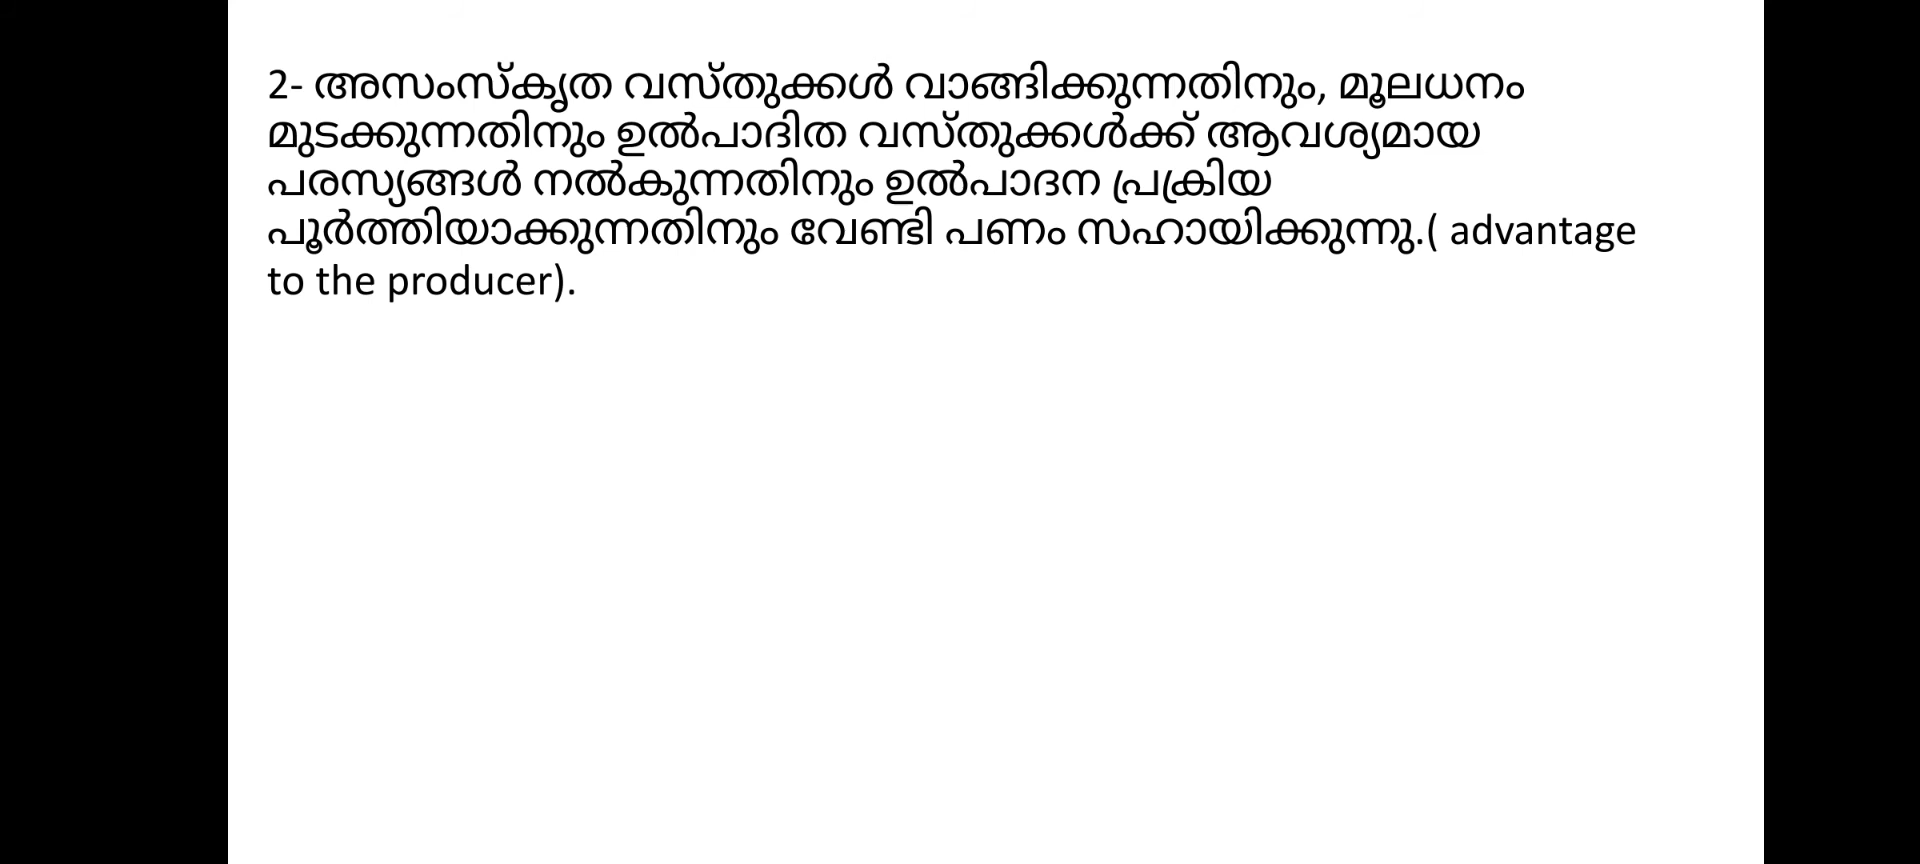 2- അസംസ്കൃത വസ്തുക്കൾ വാങ്ങിക്കുന്നതിനും, മൂലധനം
മുടക്കുന്നതിനും ഉൽപാദിത വസ്തുക്കൾക്ക് ആവശ്യമായ
പരസ്യങ്ങൾ നൽകുന്നതിനും ഉൽപാദന പ്രക്രിയ
പൂർത്തിയാക്കുന്നതിനും വേണ്ടി പണം സഹായിക്കുന്നു.( advantage
to the producer).